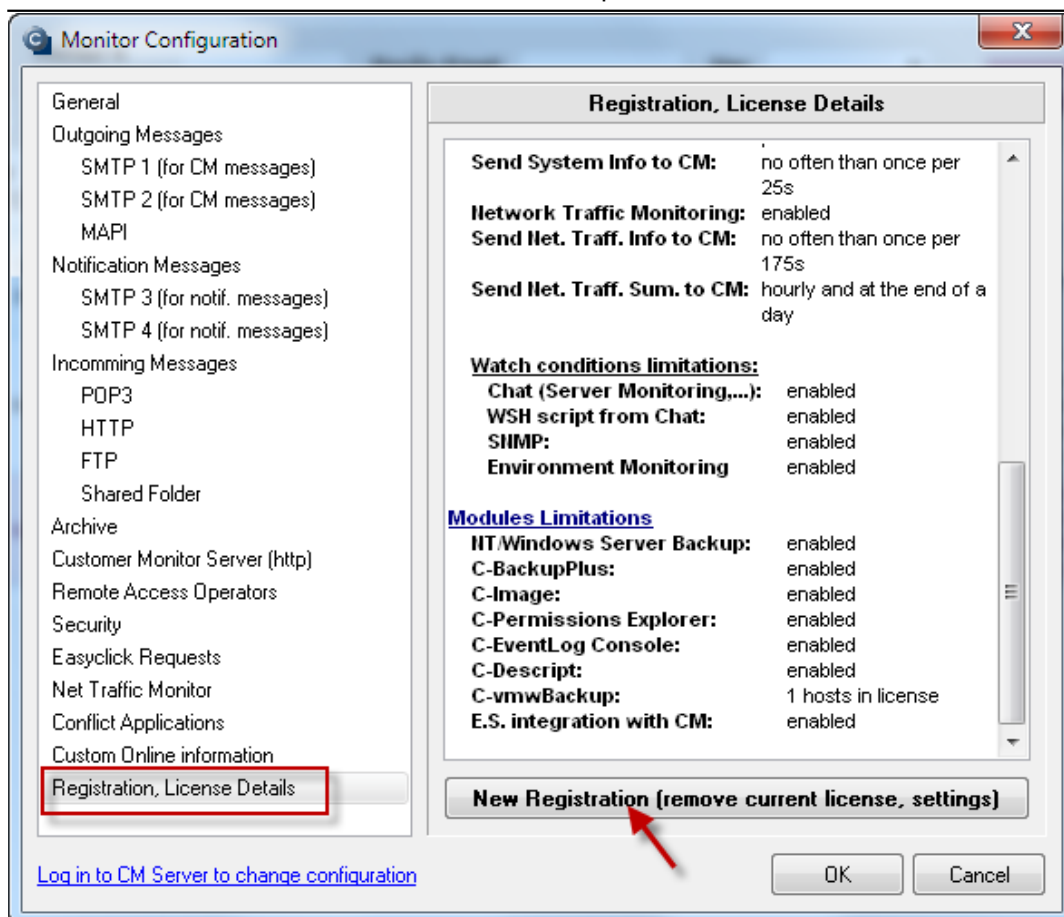 Monitor Configuration
General
Outgoing Messages
SMTP 1 (for CM messages)
SMTP 2 (for CM messages)
MAPI
Notification Messages
SMTP 3 (for notif. messages)
SMTP 4 (for notif. messages)
Incomming Messages
POP3
HTTP
FTP
Shared Folder
Archive
Customer Monitor Server (http)
Remote Access Operators
Security
Easyclick Requests
Net Traffic Monitor
Conflict Applications
Custom Online information
Registration, License Details
Registration, License Details
Send System Info to CM: no often than once per
25s
Network Traffic Monitoring: enabled
Send Net. Traff. Info to CM: no often than once per
175s
Send Net. Traff. Sum. to CM: hourly and at the end of a
day
Watch conditions limitations:
Chat (Server Monitoring,...): enabled
WSH script from Chat: enabled
SNMP: enabled
Environment Monitoring enabled
Modules Limitations
NT/Windows Server Backup: enabled
C-BackupPlus: enabled
C-Image: enabled
C-Permissions Explorer: enabled
C-EventLog Console: enabled
C-Descript: enabled
C-vmwBackup: 1 hosts in license
E.S. integration with CM: enabled
New Registration (remove current license, settings)
Log in to CM Server to change configuration
OK
Cancel